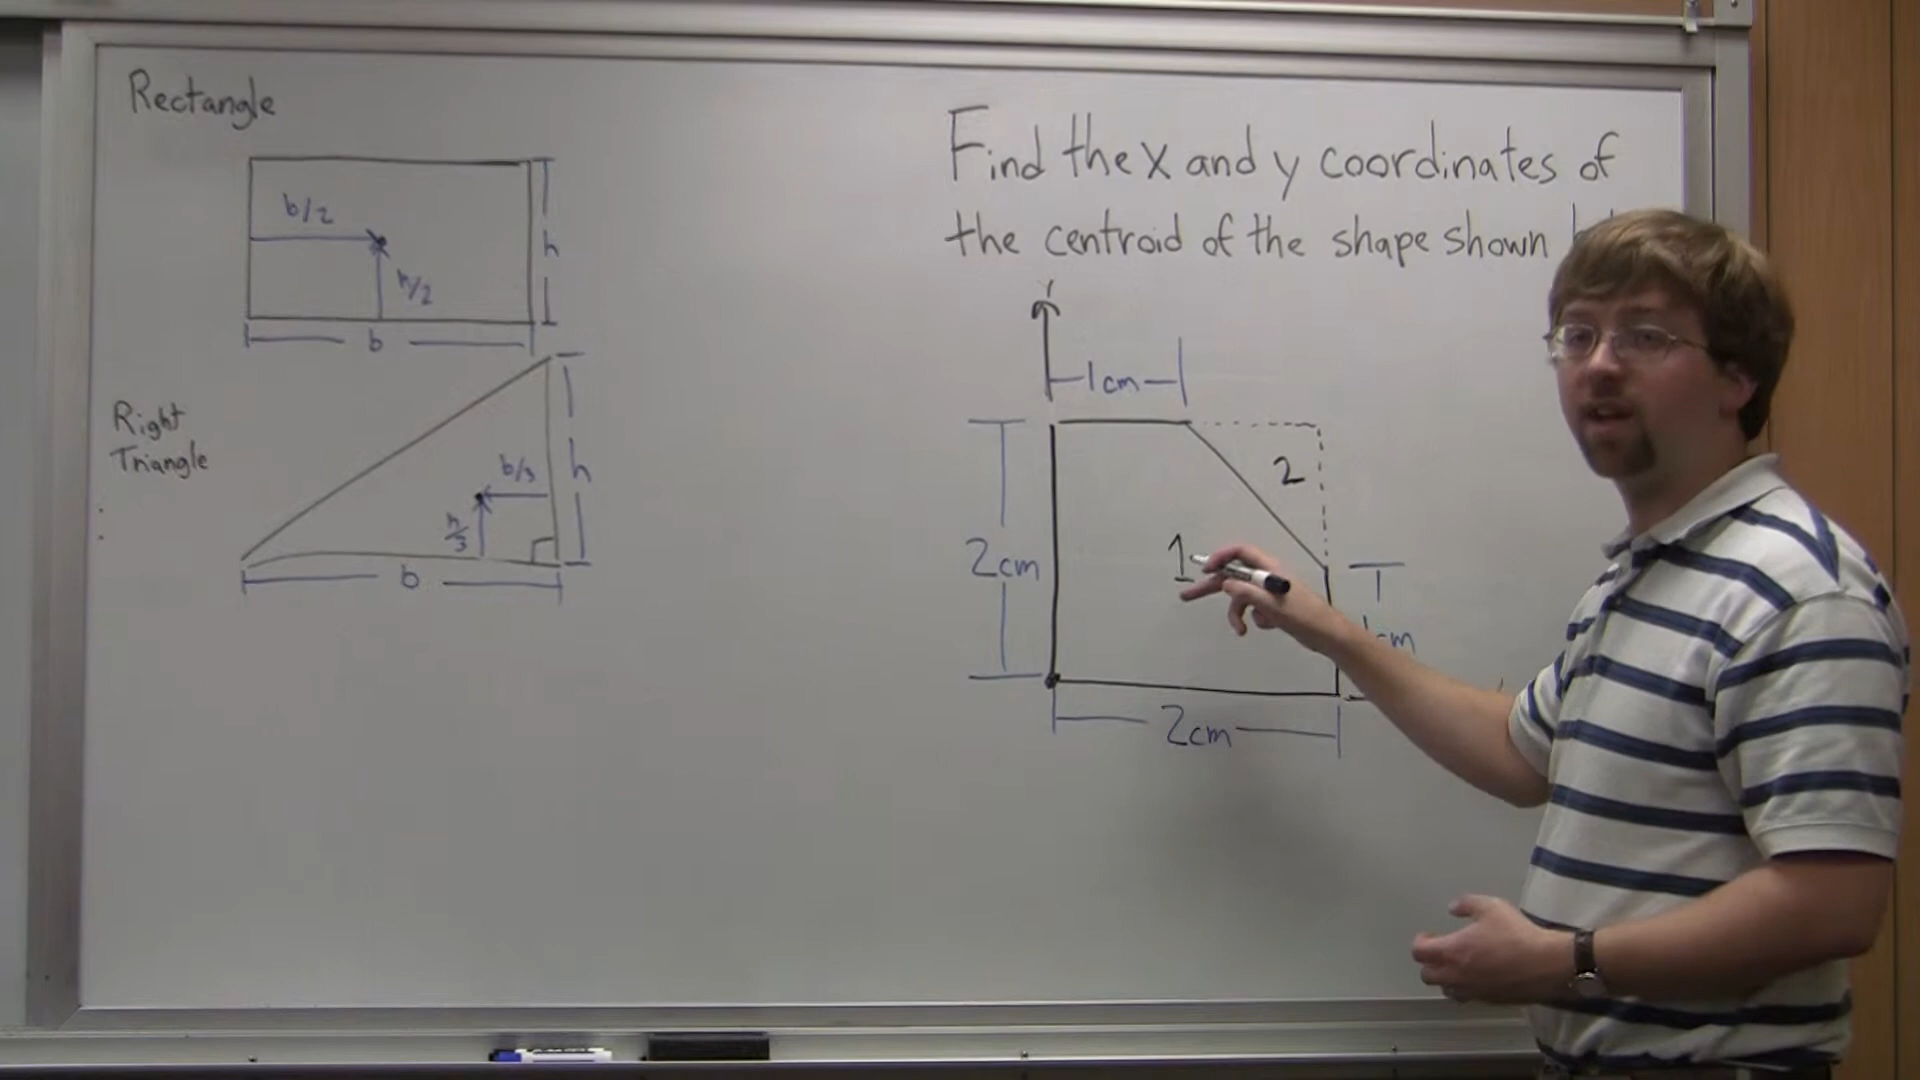 Rectangle
b/2
h/2
h
b
Right
Triangle
b/3
h/3
h
b
Find the x and y coordinates of
the centroid of the shape shown
y
1cm
2
1
2cm
cm
2cm